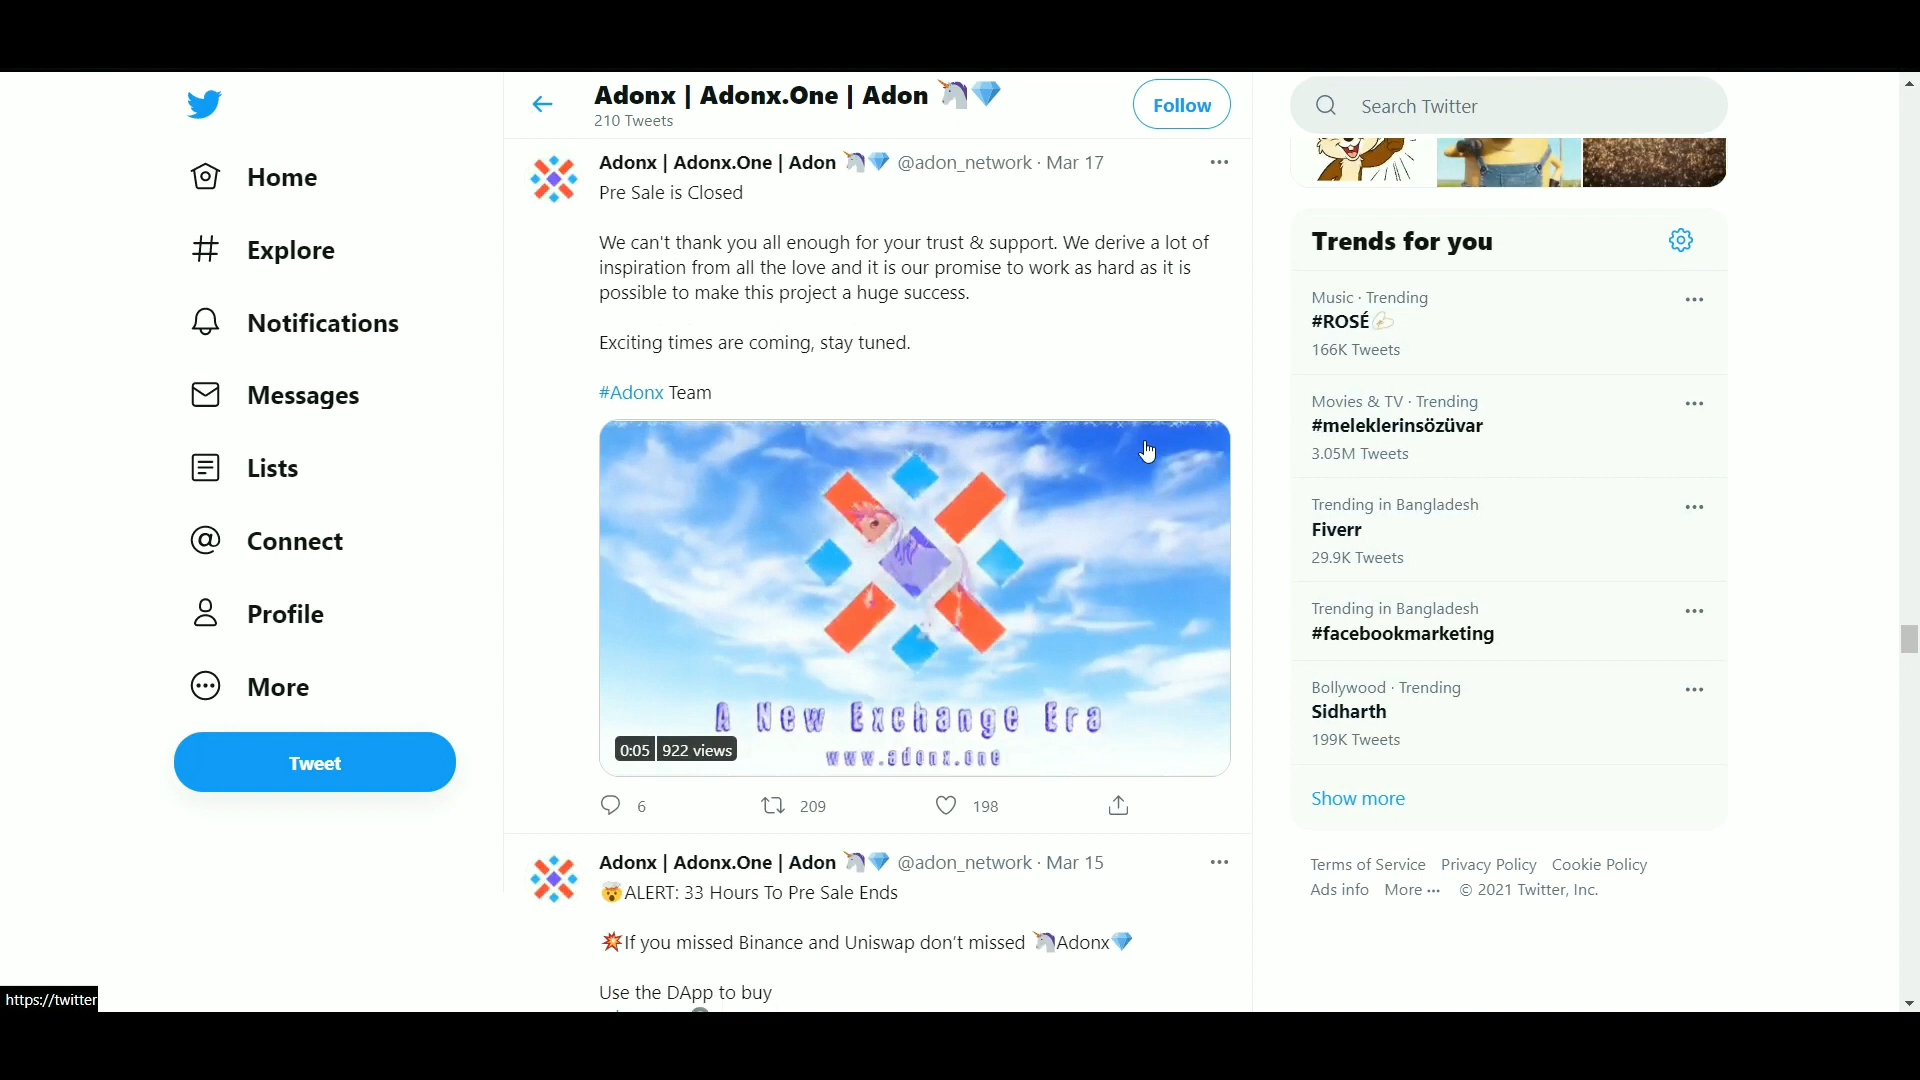 Adonx | Adonx.One | Adon 🦄💎
210 Tweets
Follow
Search Twitter
Home
Explore
Notifications
Messages
Lists
Connect
Profile
More
Tweet
Adonx | Adonx.One | Adon 🦄💎 @adon_network · Mar 17
Pre Sale is Closed
We can't thank you all enough for your trust & support. We derive a lot of
inspiration from all the love and it is our promise to work as hard as it is
possible to make this project a huge success.
Exciting times are coming, stay tuned.
#Adonx Team
A New Exchange Era
www.adonx.one
0:05 922 views
6 209 198
Adonx | Adonx.One | Adon 🦄💎 @adon_network · Mar 15
🤯ALERT: 33 Hours To Pre Sale Ends
💥If you missed Binance and Uniswap don't missed 🦄Adonx💎
Use the DApp to buy
Trends for you
Music · Trending
#ROSÉ
166K Tweets
Movies & TV · Trending
#meleklerinsözüvar
3.05M Tweets
Trending in Bangladesh
Fiverr
29.9K Tweets
Trending in Bangladesh
#facebookmarketing
Bollywood · Trending
Sidharth
199K Tweets
Show more
Terms of Service Privacy Policy Cookie Policy
Ads info More ··· © 2021 Twitter, Inc.
https://twitter